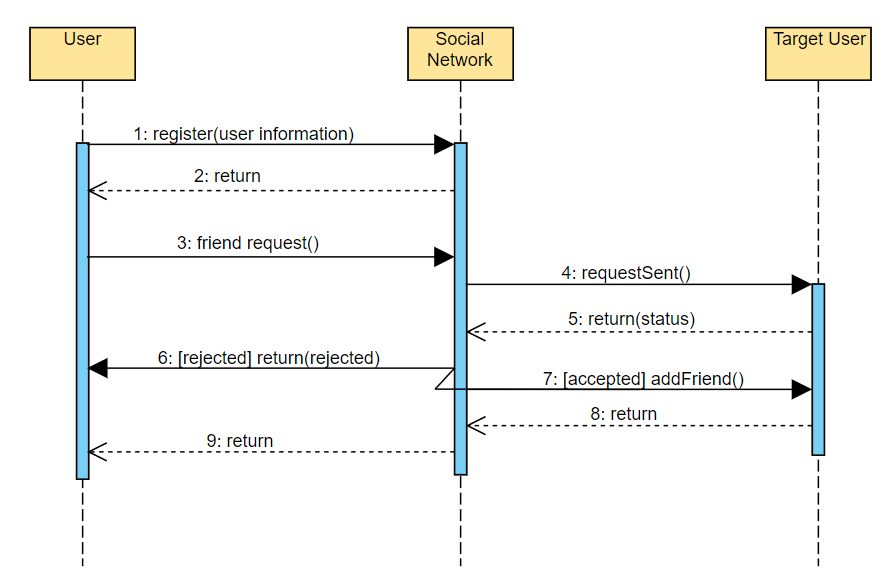 User
Social
Network
Target User
1: register(user information)
2: return
3: friend request()
4: requestSent()
5: return(status)
6: [rejected] return(rejected)
7: [accepted] addFriend()
8: return
9: return